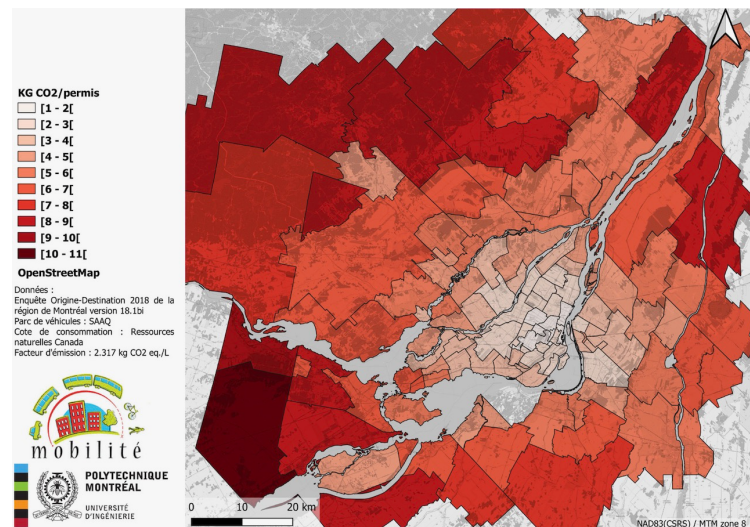 KG CO2/permis
[1 - 2[
[2 - 3[
[3 - 4[
[4 - 5[
[5 - 6[
[6 - 7[
[7 - 8[
[8 - 9[
[9 - 10[
[10 - 11[
OpenStreetMap
Données :
Enquête Origine-Destination 2018 de la
région de Montréal version 18.1bi
Parc de véhicules : SAAQ
Cote de consommation : Ressources
naturelles Canada
Facteur d'émission : 2.317 kg CO2 eq./L
mobilité
POLYTECHNIQUE
MONTRÉAL
UNIVERSITÉ
D'INGÉNIERIE
0 10 20 km
NAD83(CSRS) / MTM zone